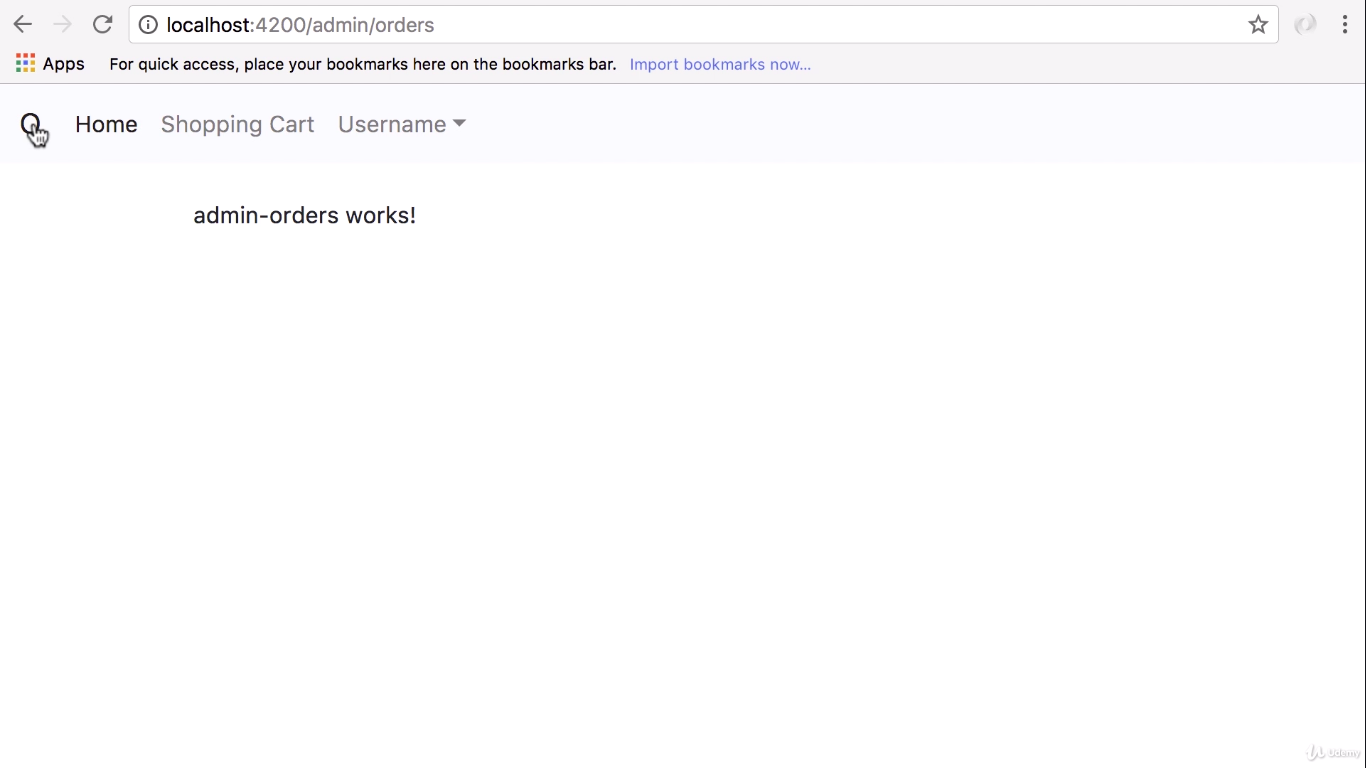 localhost:4200/admin/orders
Apps For quick access, place your bookmarks here on the bookmarks bar. Import bookmarks now...
O Home Shopping Cart Username
admin-orders works!
Udemy